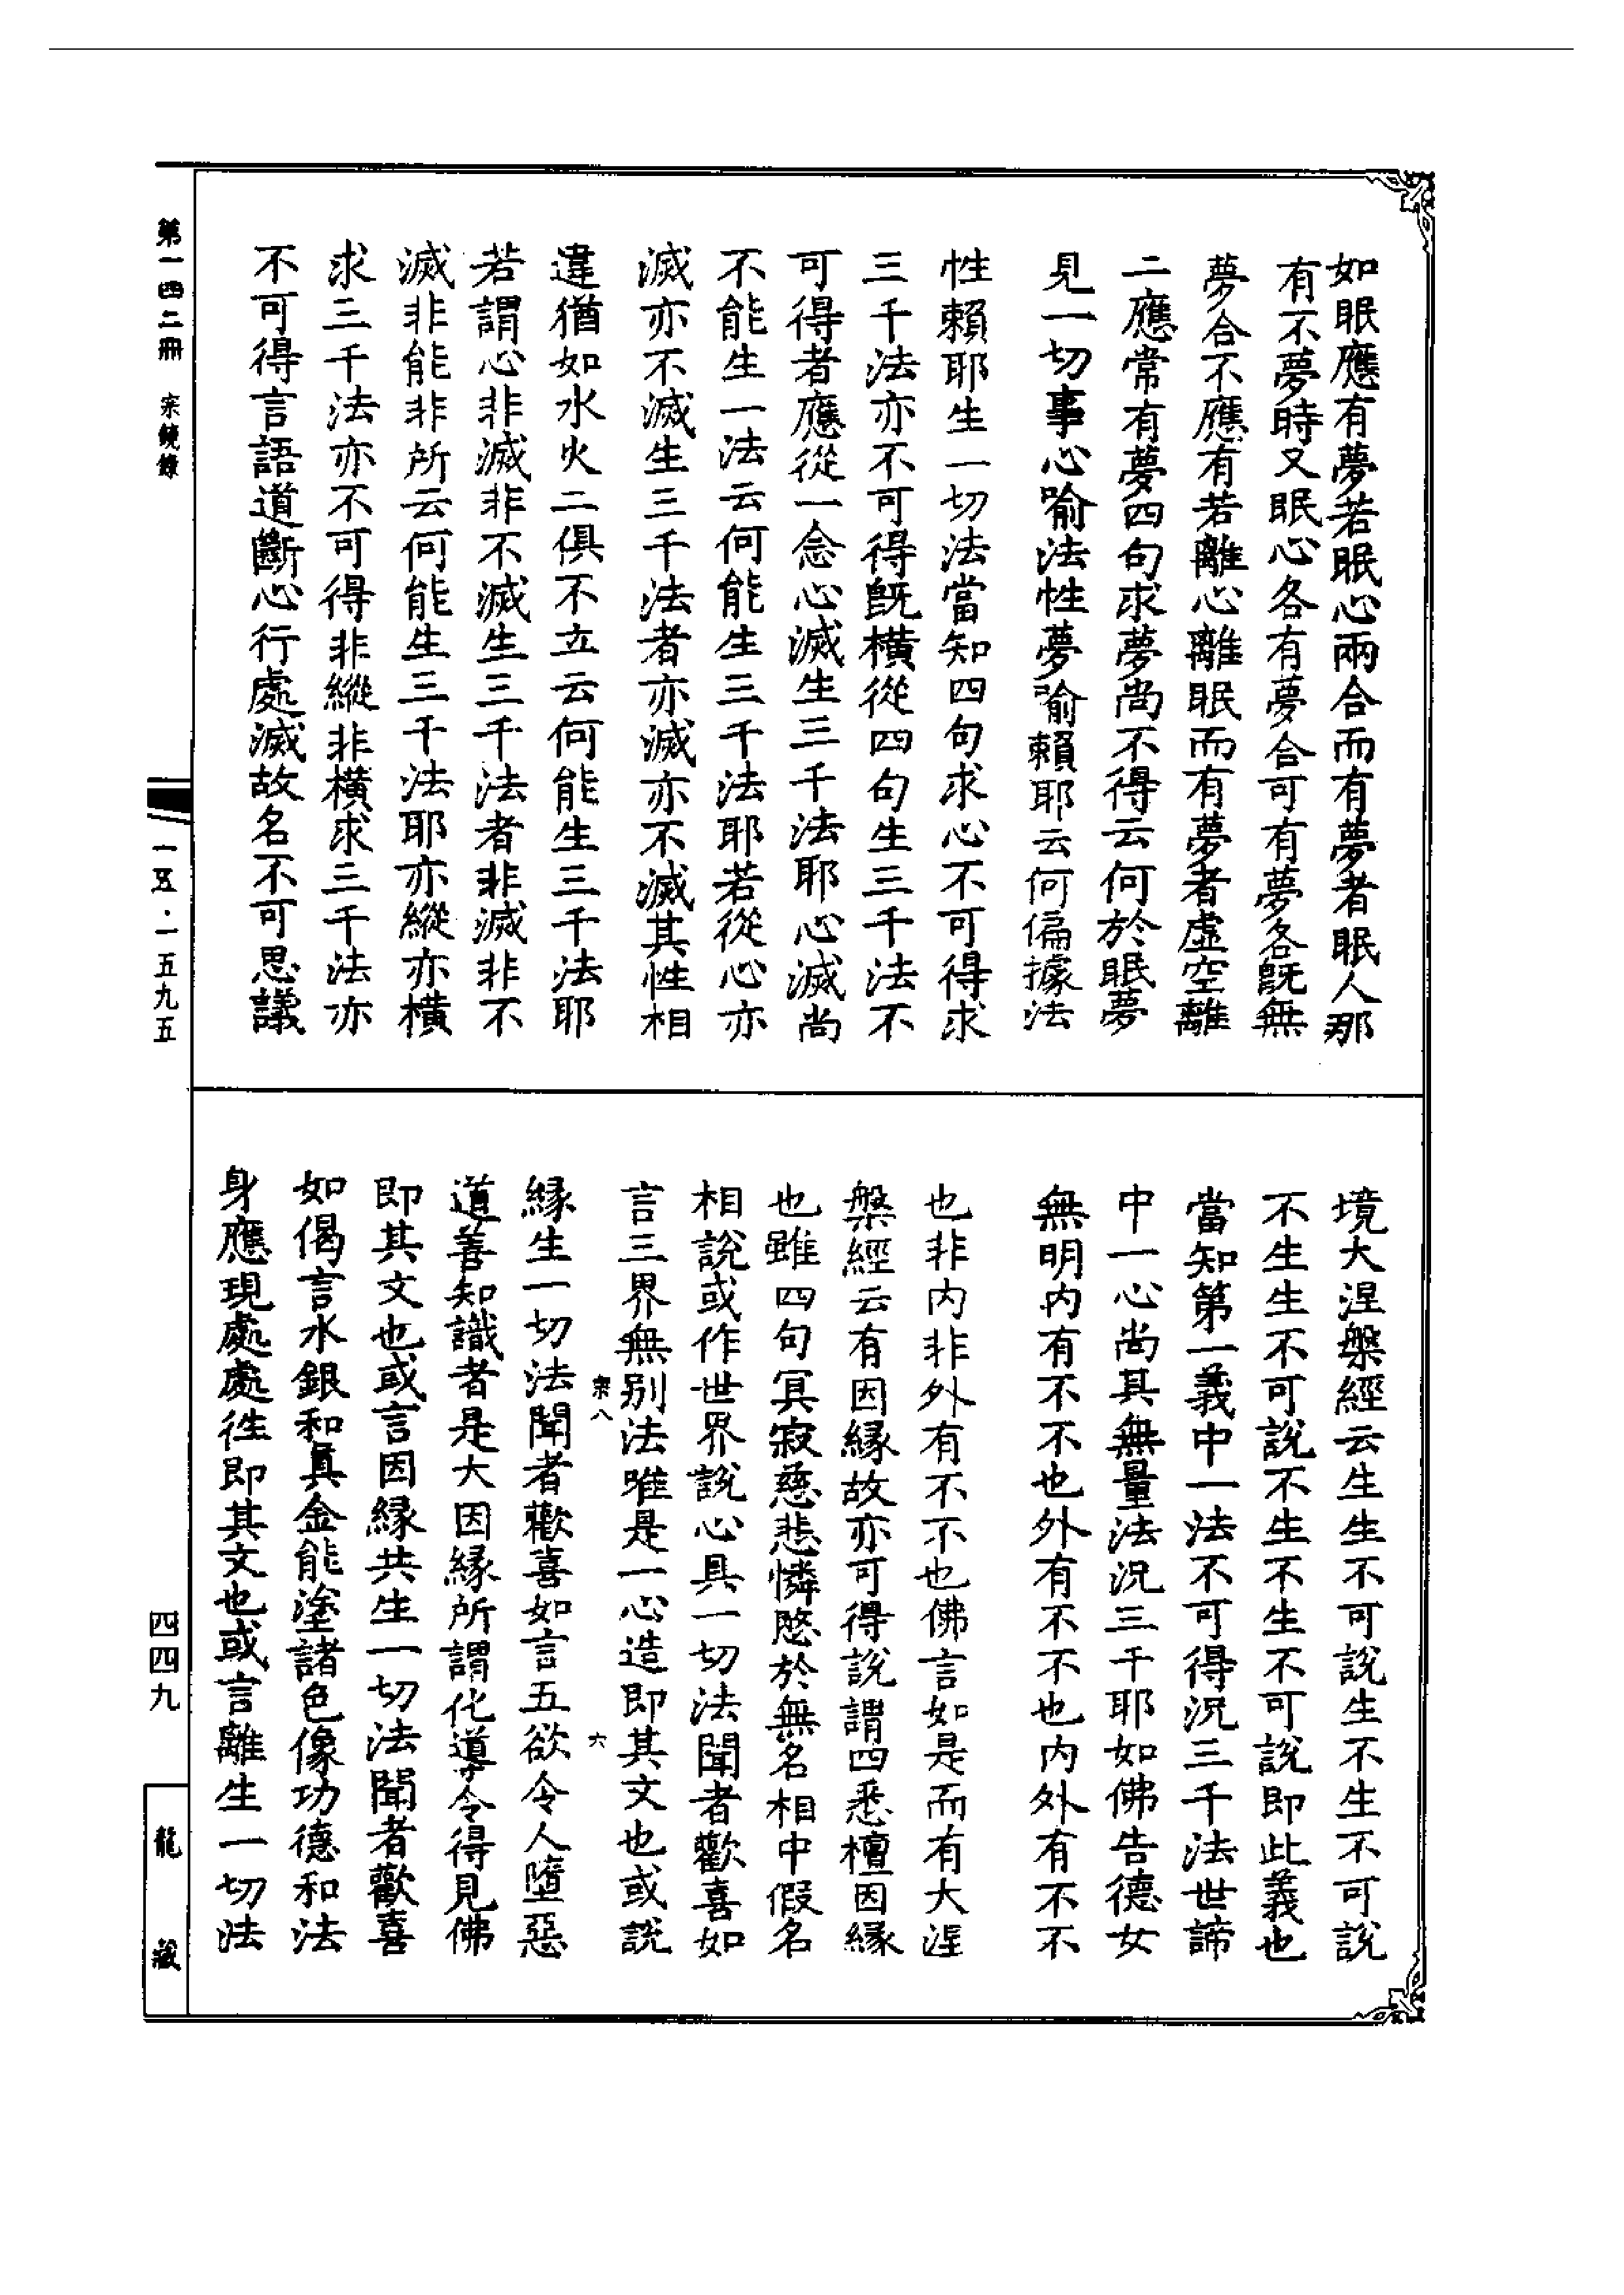 如眠應有夢若眠心兩合而有夢者眠人那
有不夢時又眠心各有夢合可有夢各既無
夢合不應有若離心離眠而有夢者虛空離
二應常有夢四句求夢尚不得云何於眠夢
見一切事心喻法性夢喻賴耶云何偏據法
性賴耶生一切法當知四句求心不可得求
三千法亦不可得既橫從四句生三千法不
可得者應從一念心滅生三千法耶心滅尚
不能生一法云何能生三千法耶若從心亦
滅亦不滅生三千法者亦滅亦不滅其性相
違猶如水火二俱不立云何能生三千法耶
若謂心非滅非不滅生三千法者非滅非不
滅非能非所云何能生三千法耶亦縱亦橫
求三千法亦不可得非縱非橫求三千法亦
不可得言語道斷心行處滅故名不可思議
境大涅槃經云生生不可說生不生不可說
不生生不可說不生不生不可說即此義也
當知第一義中一法不可得況三千法世諦
中一心尚具無量法況三千耶如佛告德女
無明內有不不也外有不不也內外有不不
也非內非外有不不也佛言如是而有大涅
槃經云有因緣故亦可得說謂四悉檀因緣
也雖四句冥寂慈悲憐愍於無名相中假名
相說或作世界說心具一切法聞者歡喜如
言三界無別法唯是一心造即其文也或說
宗八 六
緣生一切法聞者歡喜如言五欲令人墮惡
道善知識者是大因緣所謂化導令得見佛
即其文也或言因緣共生一切法聞者歡喜
如偈言水銀和真金能塗諸色像功德和法
身應現處處徃即其文也或言離生一切法
第一四二冊 宗鏡錄
一五·一五九五
四四九
龍藏